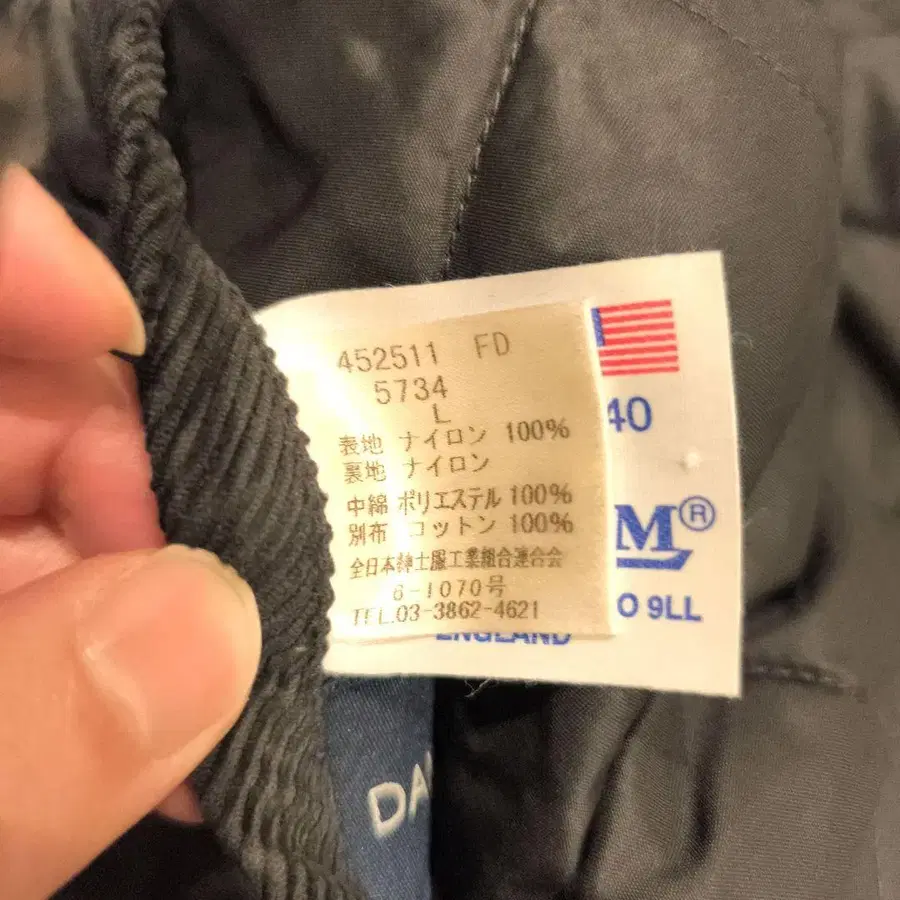 452511 FD
5734
L
表地 ナイロン 100%
裏地 ナイロン
中綿 ポリエステル 100%
別布 コットン 100%
全日本紳士服工業組合連合会
6-1070号
TEL.03-3862-4621
40
M®
O 9LL
ENGLAND
DA